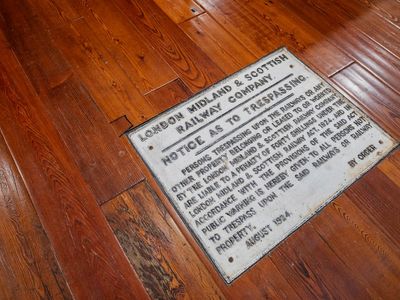 LONDON MIDLAND & SCOTTISH
RAILWAY COMPANY.
NOTICE AS TO TRESPASSING.
PERSONS TRESPASSING UPON THE RAILWAYS OR ANY
OTHER PROPERTY BELONGING OR LEASED TO OR WORKED
BY THE LONDON MIDLAND & SCOTTISH RAILWAY COMPANY
ARE LIABLE TO A PENALTY OF FORTY SHILLINGS UNDER THE
LONDON MIDLAND & SCOTTISH RAILWAY ACT, 1924, AND, IN
ACCORDANCE WITH THE PROVISIONS OF THE SAID ACT
PUBLIC WARNING IS HEREBY GIVEN TO ALL PERSONS NOT
TO TRESPASS UPON THE SAID RAILWAYS OR RAILWAY
PROPERTY.
AUGUST 1924.
BY ORDER